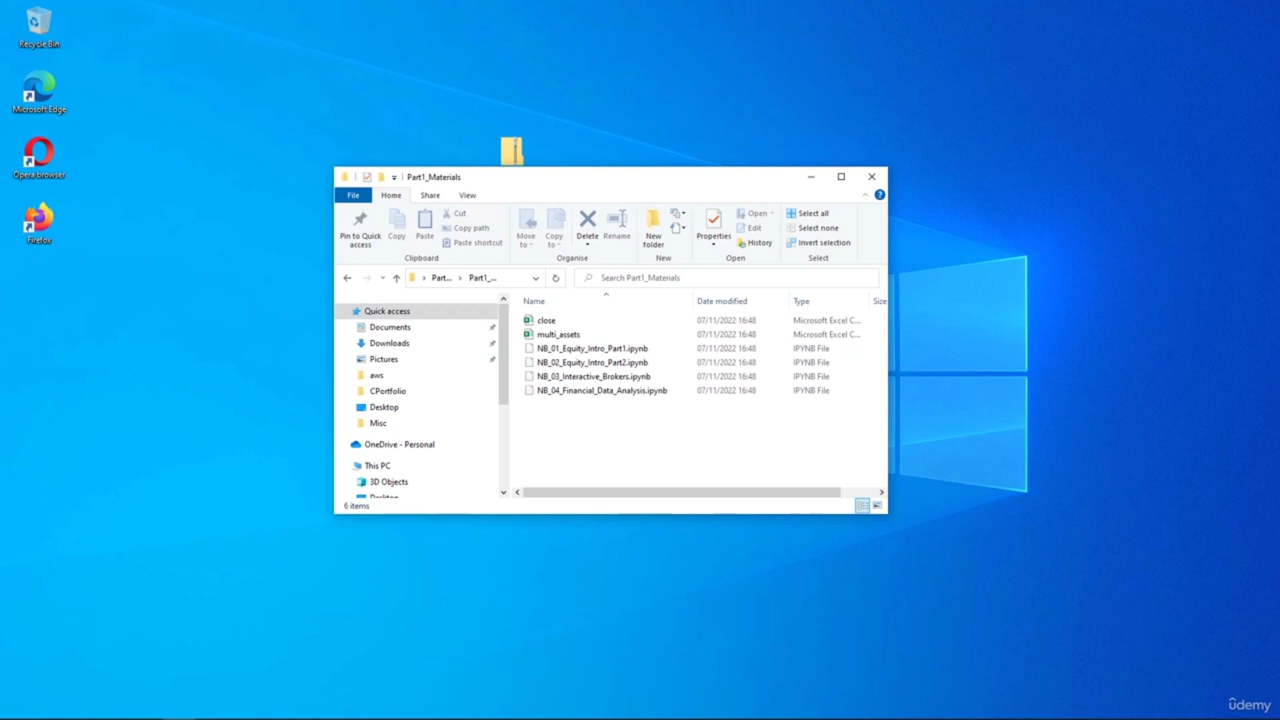 Recycle Bin
Microsoft Edge
Opera browser
Firefox
Part1_Materials
File Home Share View
Pin to Quick access
Copy
Paste
Cut
Copy path
Paste shortcut
Clipboard
Move to
Copy to
Delete
Rename
Organise
New folder
New
Properties
Open
Edit
History
Open
Select all
Select none
Invert selection
Select
Part... > Part1_...
Search Part1_Materials
Quick access
Documents
Downloads
Pictures
aws
CPortfolio
Desktop
Misc
OneDrive - Personal
This PC
3D Objects
Desktop
Name Date modified Type Size
close 07/11/2022 16:48 Microsoft Excel C...
multi_assets 07/11/2022 16:48 Microsoft Excel C...
NB_01_Equity_Intro_Part1.ipynb 07/11/2022 16:48 IPYNB File
NB_02_Equity_Intro_Part2.ipynb 07/11/2022 16:48 IPYNB File
NB_03_Interactive_Brokers.ipynb 07/11/2022 16:48 IPYNB File
NB_04_Financial_Data_Analysis.ipynb 07/11/2022 16:48 IPYNB File
6 items
ûdemy